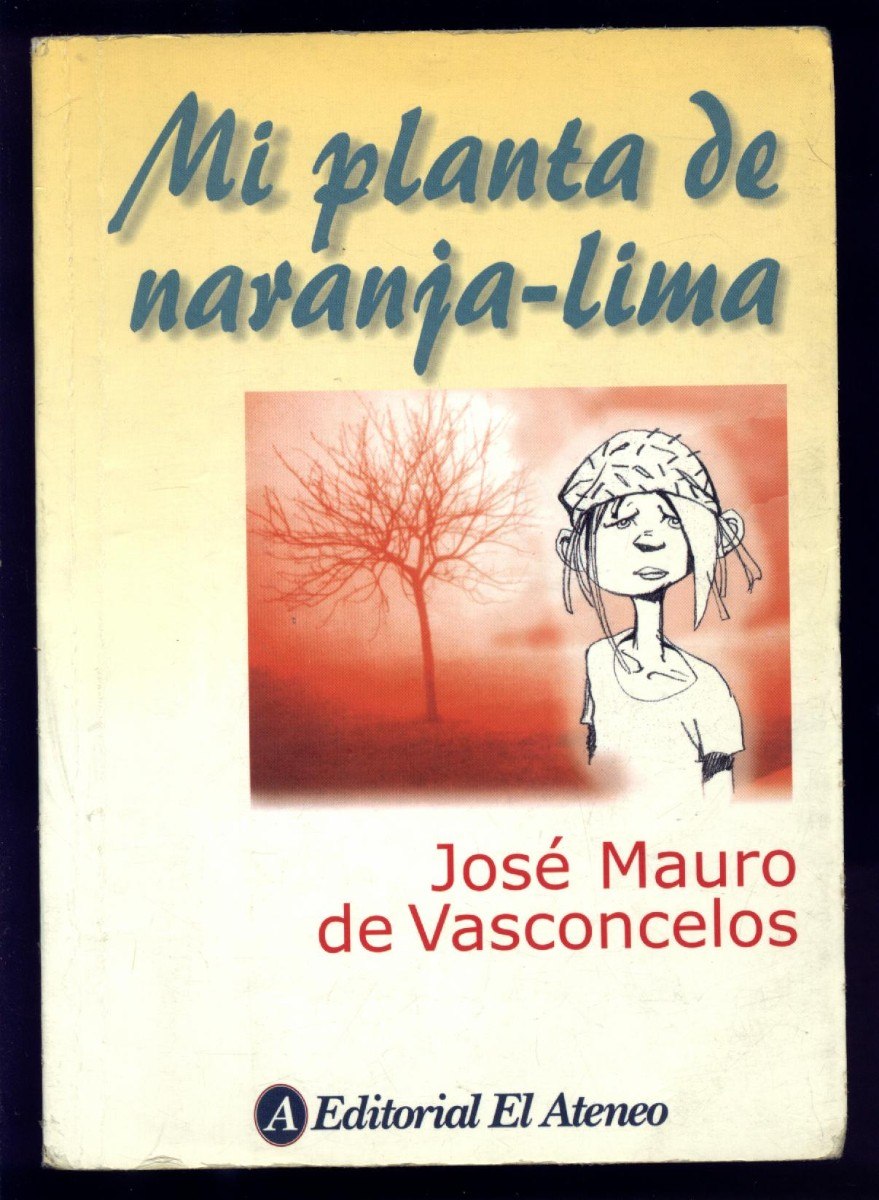 Mi planta de
naranja-lima
José Mauro
de Vasconcelos
A Editorial El Ateneo